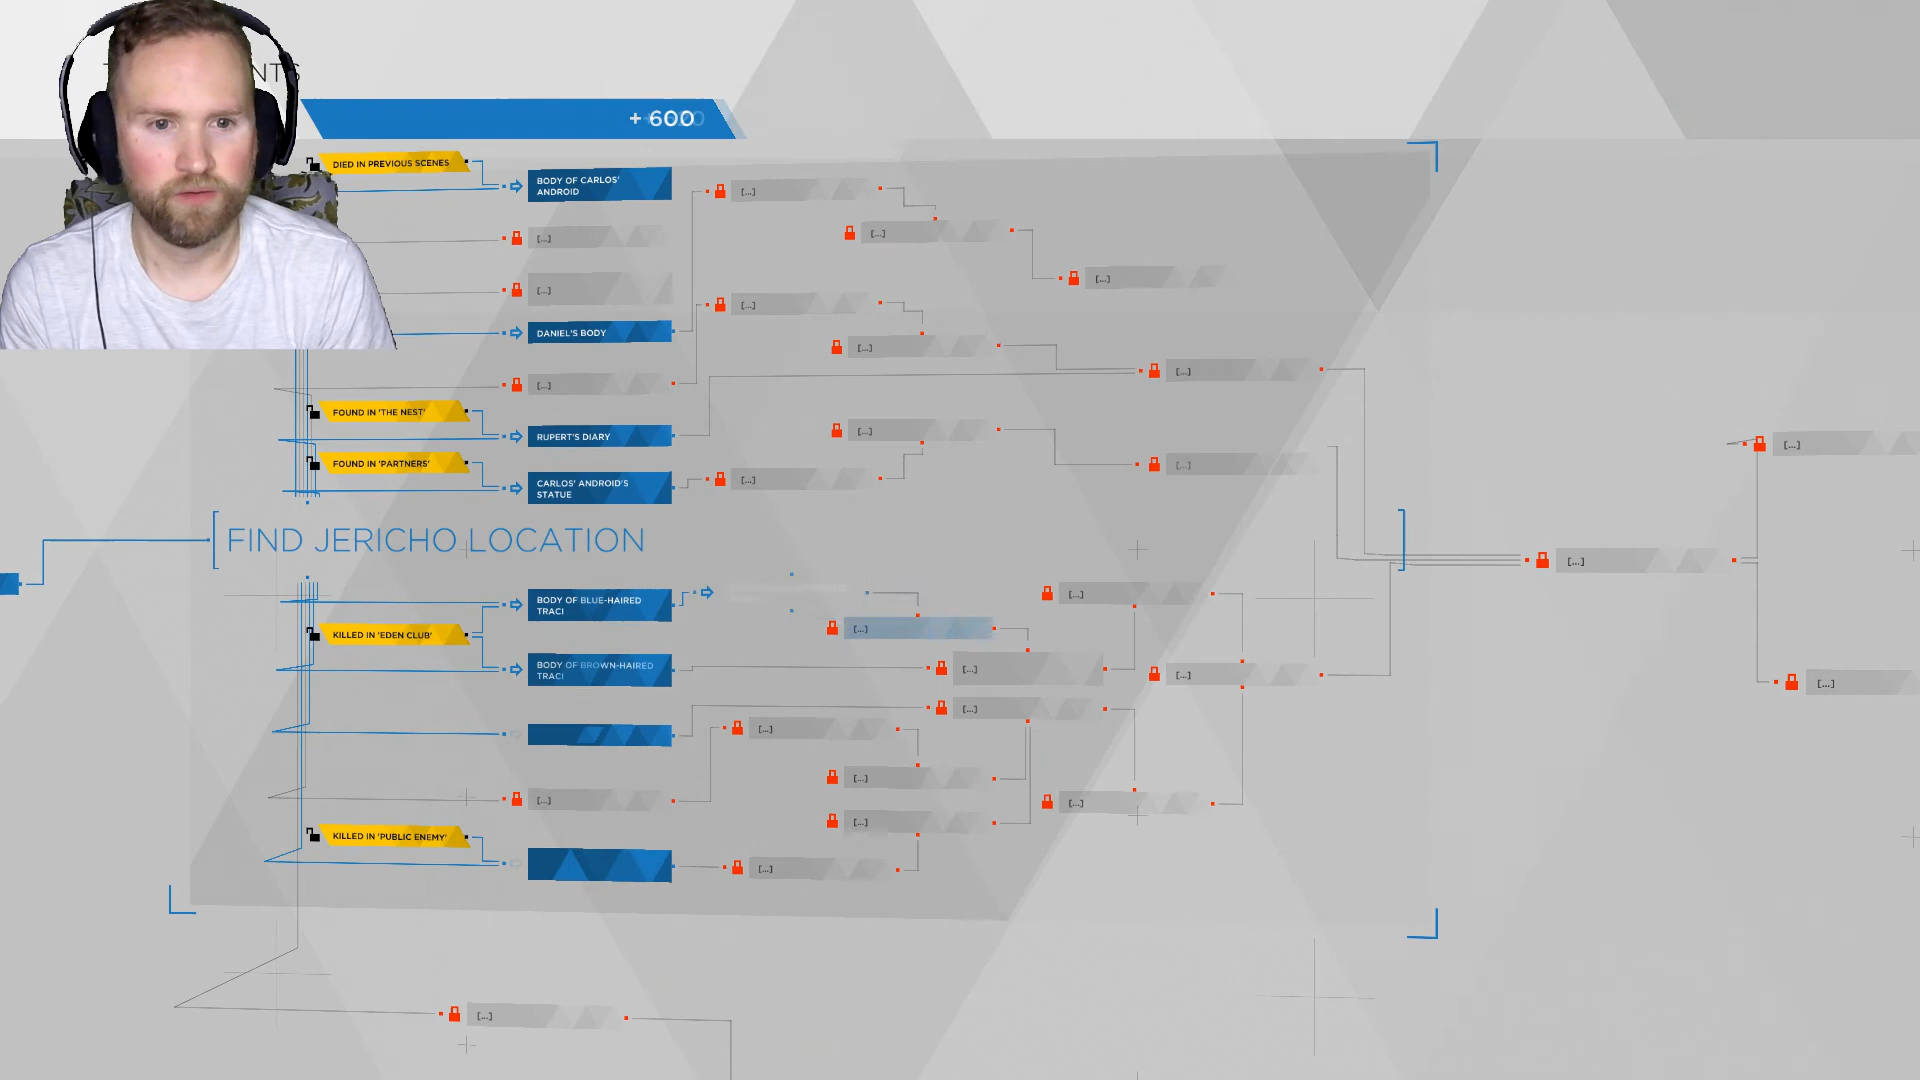 NTS
+ 600
DIED IN PREVIOUS SCENES
BODY OF CARLOS'
ANDROID
[...]
[...]
[...]
[...]
[...]
[...]
[...]
DANIEL'S BODY
[...]
[...]
[...]
FOUND IN 'THE NEST'
RUPERT'S DIARY
[...]
[...]
FOUND IN 'PARTNERS'
[...]
CARLOS' ANDROID'S
STATUE
[...]
FIND JERICHO LOCATION
[...]
BODY OF BLUE-HAIRED
TRACI
[...]
[...]
KILLED IN 'EDEN CLUB'
BODY OF BROWN-HAIRED
TRACI
[...]
[...]
[...]
[...]
[...]
[...]
[...]
[...]
[...]
KILLED IN 'PUBLIC ENEMY'
[...]
[...]